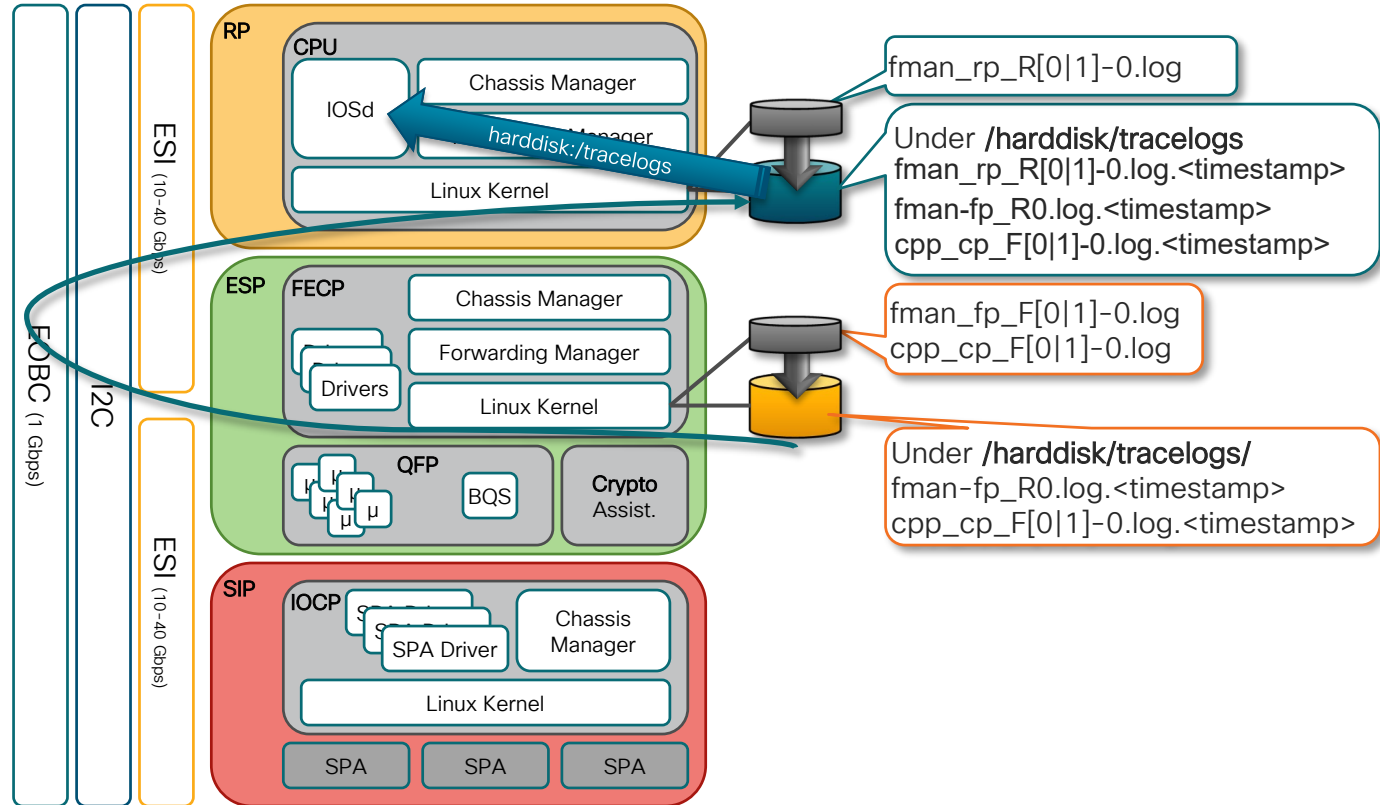 EOBC (1 Gbps)
I2C
ESI (10-40 Gbps)
ESI (10-40 Gbps)
RP
CPU
IOSd
Chassis Manager
Manager
harddisk:/tracelogs
Linux Kernel
fman_rp_R[0|1]-0.log
Under /harddisk/tracelogs
fman_rp_R[0|1]-0.log.<timestamp>
fman-fp_R0.log.<timestamp>
cpp_cp_F[0|1]-0.log.<timestamp>
ESP
FECP
Chassis Manager
Forwarding Manager
Drivers
Linux Kernel
fman_fp_F[0|1]-0.log
cpp_cp_F[0|1]-0.log
QFP
μ
μ
μ
μ
μ
μ
μ
BQS
Crypto
Assist.
Under /harddisk/tracelogs/
fman-fp_R0.log.<timestamp>
cpp_cp_F[0|1]-0.log.<timestamp>
SIP
IOCP
SPA Driver
Chassis
Manager
Linux Kernel
SPA
SPA
SPA